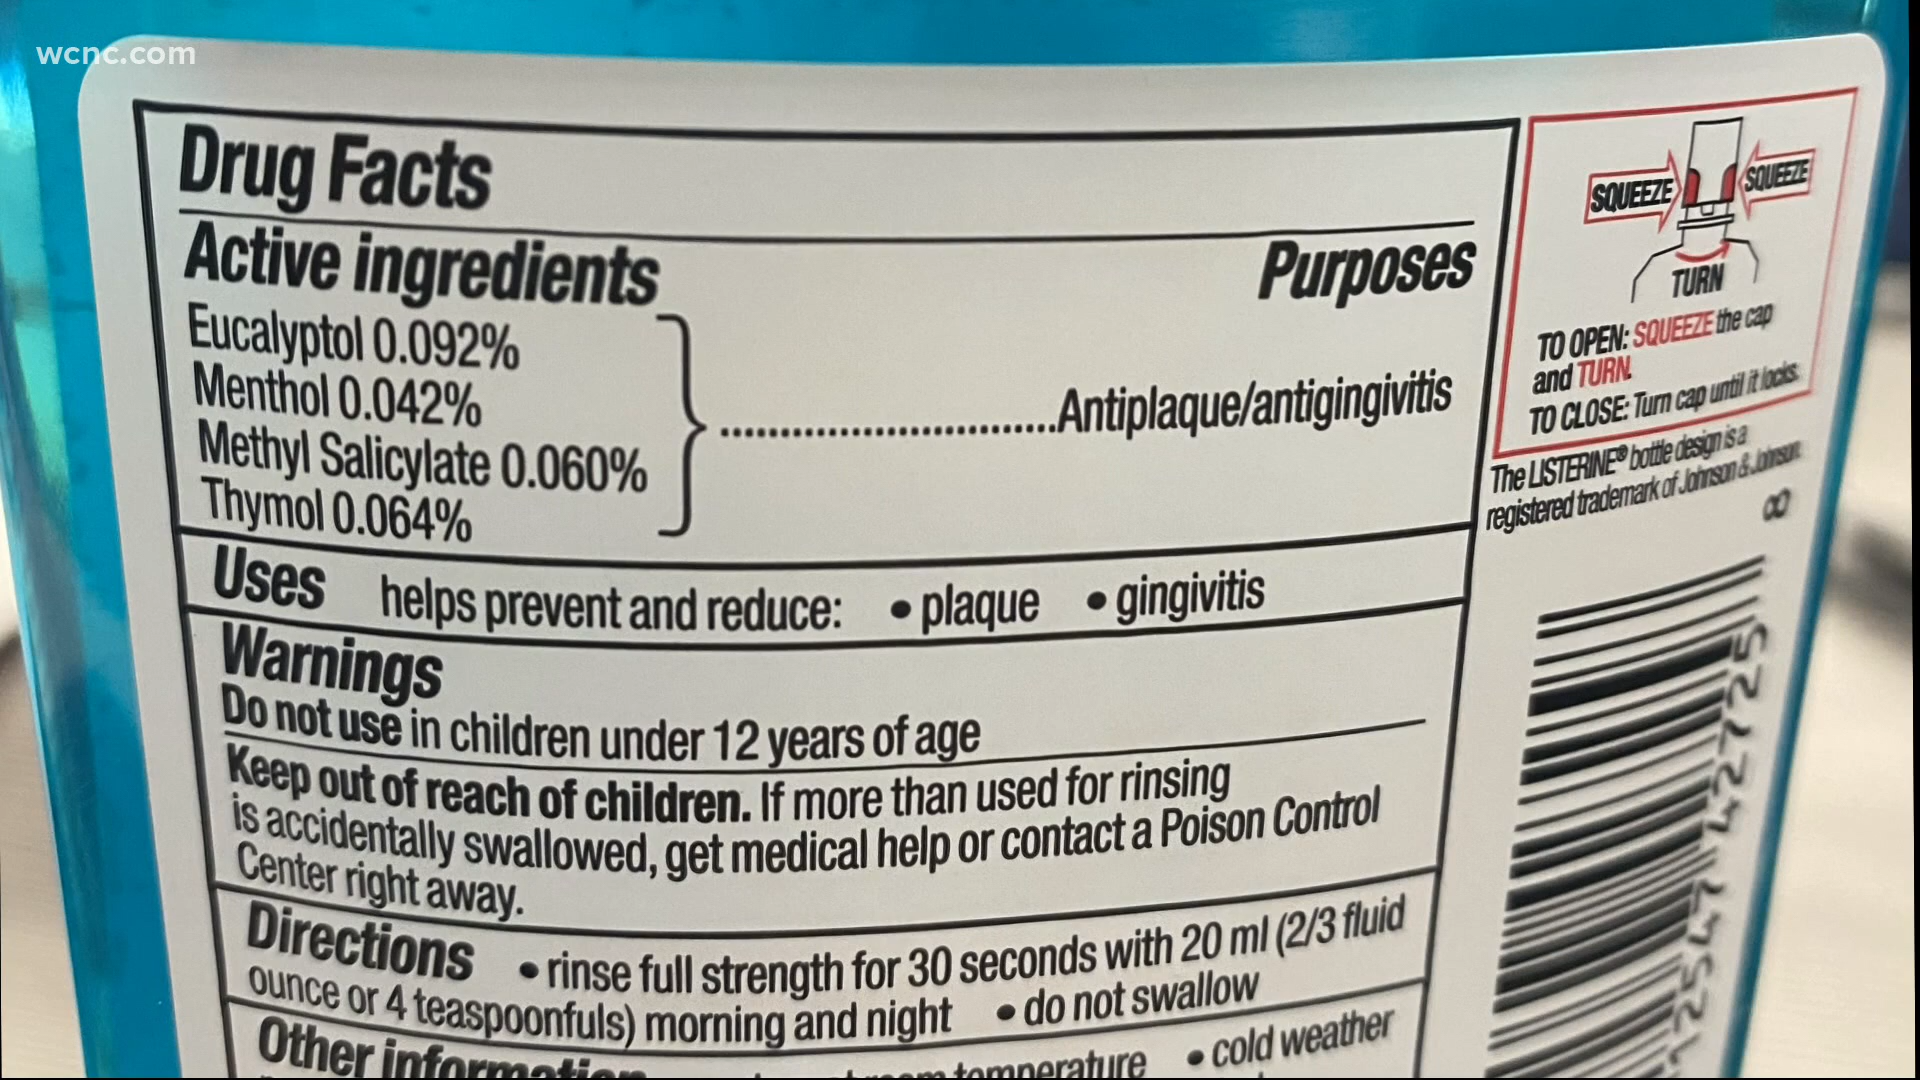 wcnc.com
Drug Facts
Active ingredients Purposes
Eucalyptol 0.092%
Menthol 0.042%
Methyl Salicylate 0.060%
Thymol 0.064%
..............................Antiplaque/antigingivitis
Uses helps prevent and reduce: • plaque • gingivitis
Warnings
Do not use in children under 12 years of age
Keep out of reach of children. If more than used for rinsing
is accidentally swallowed, get medical help or contact a Poison Control
Center right away.
Directions • rinse full strength for 30 seconds with 20 ml (2/3 fluid
ounce or 4 teaspoonfuls) morning and night • do not swallow
Other information temperature • cold weather
SQUEEZE SQUEEZE
TURN
TO OPEN: SQUEEZE the cap
and TURN.
TO CLOSE: Turn cap until it locks.
The LISTERINE® bottle design is a
registered trademark of Johnson & Johnson.
8
12547 42725